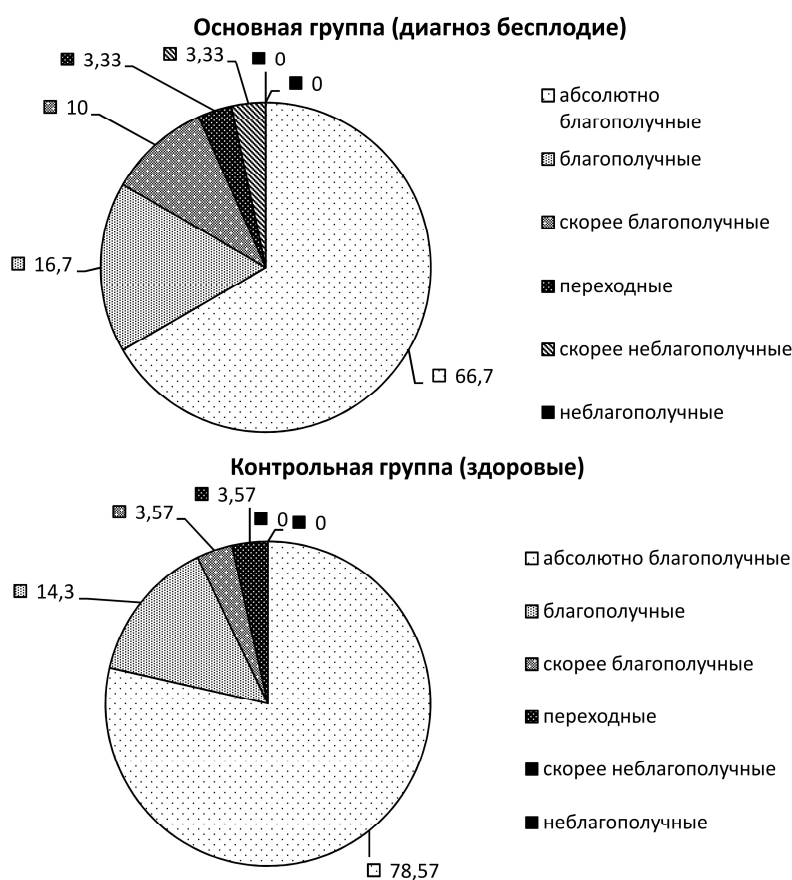 Основная группа (диагноз бесплодие)
3,33
3,33
0
0
10
16,7
66,7
абсолютно
благополучные
благополучные
скорее благополучные
переходные
скорее неблагополучные
неблагополучные
Контрольная группа (здоровые)
3,57
3,57
0
0
14,3
78,57
абсолютно благополучные
благополучные
скорее благополучные
переходные
скорее неблагополучные
неблагополучные